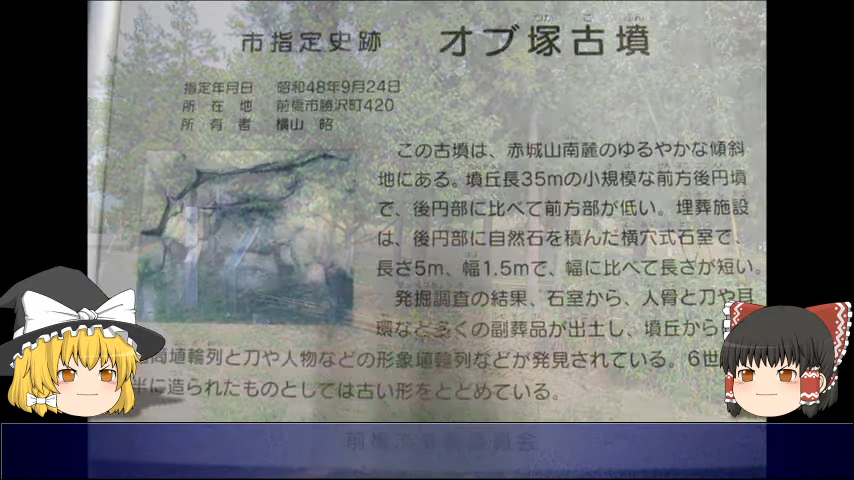 市指定史跡 オブ塚古墳
指定年月日 昭和48年9月24日
所在地 前橋市勝沢町420
所有者 横山 昭
この古墳は、赤城山南麓のゆるやかな傾斜
地にある。墳丘長35mの小規模な前方後円墳
で、後円部に比べて前方部が低い。埋葬施設
は、後円部に自然石を積んだ横穴式石室で、
長さ5m、幅1.5mで、幅に比べて長さが短い。
発掘調査の結果、石室から、人骨と刀や耳
環など多くの副葬品が出土し、墳丘から
筒埴輪列と刀や人物などの形象埴輪列などが発見されている。6世
半に造られたものとしては古い形をとどめている。
前橋市 委員会